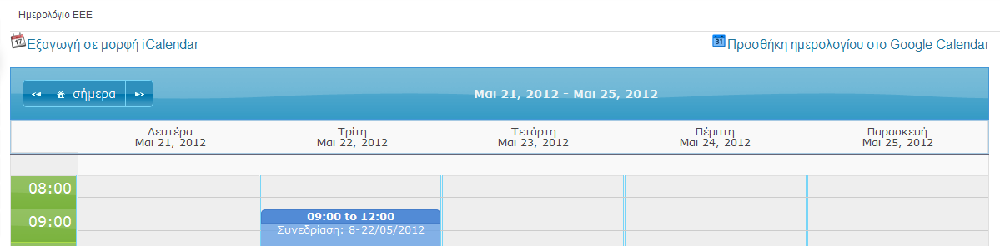 Ημερολόγιο ΕΕΕ
Εξαγωγή σε μορφή iCalendar
Προσθήκη ημερολογίου στο Google Calendar
σήμερα
Μαι 21, 2012 - Μαι 25, 2012
Δευτέρα
Μαι 21, 2012
Τρίτη
Μαι 22, 2012
Τετάρτη
Μαι 23, 2012
Πέμπτη
Μαι 24, 2012
Παρασκευή
Μαι 25, 2012
08:00
09:00
09:00 to 12:00
Συνεδρίαση: 8-22/05/2012